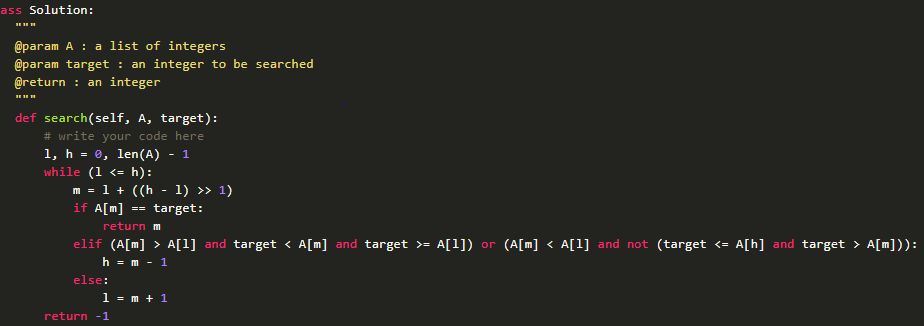 ass Solution:
"""
@param A : a list of integers
@param target : an integer to be searched
@return : an integer
"""
def search(self, A, target):
# write your code here
l, h = 0, len(A) - 1
while (l <= h):
m = l + ((h - l) >> 1)
if A[m] == target:
return m
elif (A[m] > A[l] and target < A[m] and target >= A[l]) or (A[m] < A[l] and not (target <= A[h] and target > A[m])):
h = m - 1
else:
l = m + 1
return -1